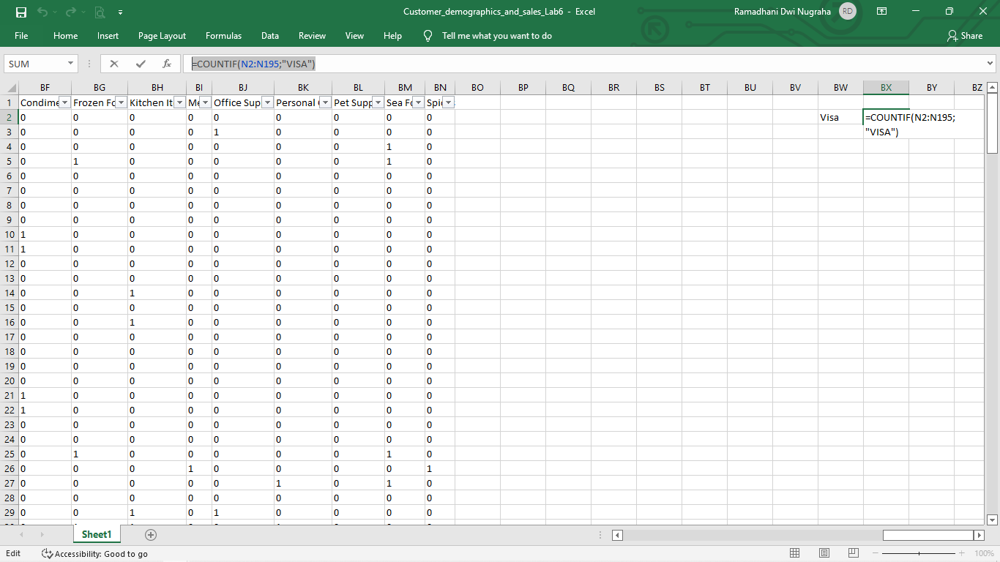 Customer_demographics_and_sales_Lab6 - Excel
Ramadhani Dwi Nugraha RD
File Home Insert Page Layout Formulas Data Review View Help Tell me what you want to do Share
SUM fx =COUNTIF(N2:N195;"VISA")
BF BG BH BI BJ BK BL BM BN BO BP BQ BR BS BT BU BV BW BX BY BZ
1 Condime Frozen Fo Kitchen It Me Office Sup Personal Pet Supp Sea Fo Spi
2 0 0 0 0 0 0 0 0 0 Visa =COUNTIF(N2:N195;
"VISA")
3 0 0 0 0 1 0 0 0 0
4 0 0 0 0 0 0 0 1 0
5 0 1 0 0 0 0 0 1 0
6 0 0 0 0 0 0 0 0 0
7 0 0 0 0 0 0 0 0 0
8 0 0 0 0 0 0 0 0 0
9 0 0 0 0 0 0 0 0 0
10 1 0 0 0 0 0 0 0 0
11 1 0 0 0 0 0 0 0 0
12 0 0 0 0 0 0 0 0 0
13 0 0 0 0 0 0 0 0 0
14 0 0 1 0 0 0 0 0 0
15 0 0 0 0 0 0 0 0 0
16 0 0 1 0 0 0 0 0 0
17 0 0 0 0 0 0 0 0 0
18 0 0 0 0 0 0 0 0 0
19 0 0 0 0 0 0 0 0 0
20 0 0 0 0 0 0 0 0 0
21 1 0 0 0 0 0 0 0 0
22 1 0 0 0 0 0 0 0 0
23 0 0 0 0 0 0 0 0 0
24 0 0 0 0 0 0 0 0 0
25 0 1 0 0 0 0 0 1 0
26 0 0 0 1 0 0 0 0 1
27 0 0 0 0 0 1 0 1 0
28 0 0 0 0 0 0 0 0 0
29 0 0 1 0 1 0 0 0 0
Sheet1
Edit Accessibility: Good to go 100%